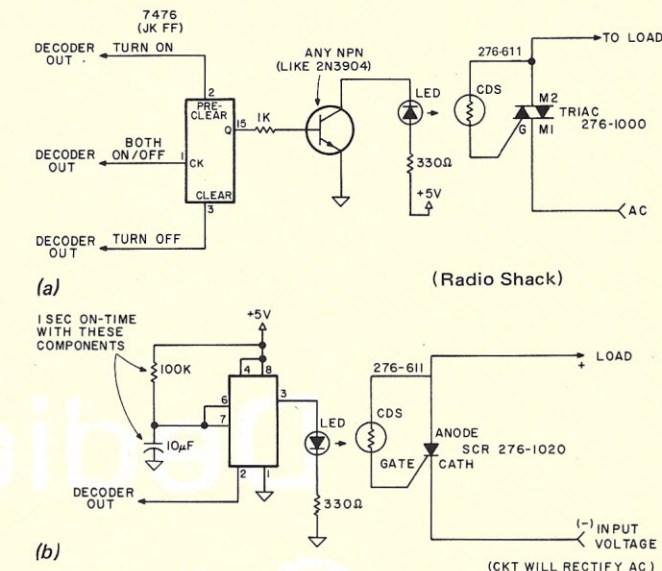 7476
(JK FF)
DECODER
OUT
TURN ON
ANY NPN
(LIKE 2N3904)
276-611
TO LOAD
2
PRE-
CLEAR
Q
15
1K
LED
CDS
M2
TRIAC
276-1000
G
M1
DECODER
OUT
BOTH
ON/OFF
1
CK
330Ω
+5V
CLEAR
3
AC
DECODER
OUT
TURN OFF
(a)
(Radio Shack)
1 SEC ON-TIME
WITH THESE
COMPONENTS
+5V
100K
4
8
276-611
LOAD
+
6
7
3
LED
CDS
ANODE
SCR 276-1020
GATE
CATH
10µF
2
1
DECODER
OUT
330Ω
(-) INPUT
VOLTAGE
(b)
(CKT WILL RECTIFY AC)